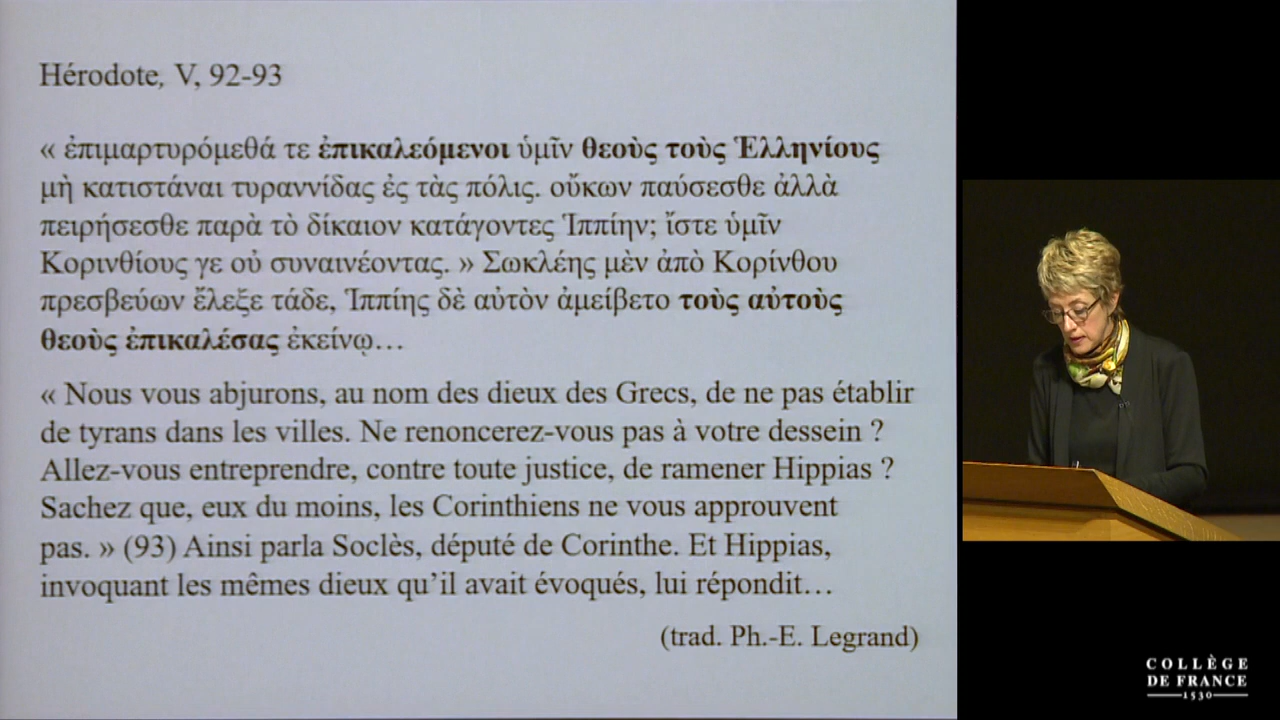 Hérodote, V, 92-93
« ἐπιμαρτυρόμεθά τε ἐπικαλεόμενοι ὑμῖν θεοὺς τοὺς Ἑλληνίους
μὴ κατιστάναι τυραννίδας ἐς τὰς πόλις. οὔκων παύσεσθε ἀλλὰ
πειρήσεσθε παρὰ τὸ δίκαιον κατάγοντες Ἱππίην; ἴστε ὑμῖν
Κορινθίους γε οὐ συναινέοντας. » Σωκλέης μὲν ἀπὸ Κορίνθου
πρεσβεύων ἔλεξε τάδε, Ἱππίης δὲ αὐτὸν ἀμείβετο τοὺς αὐτοὺς
θεοὺς ἐπικαλέσας ἐκείνῳ…
« Nous vous abjurons, au nom des dieux des Grecs, de ne pas établir
de tyrans dans les villes. Ne renoncerez-vous pas à votre dessein ?
Allez-vous entreprendre, contre toute justice, de ramener Hippias ?
Sachez que, eux du moins, les Corinthiens ne vous approuvent
pas. » (93) Ainsi parla Soclès, député de Corinthe. Et Hippias,
invoquant les mêmes dieux qu’il avait évoqués, lui répondit…
(trad. Ph.-E. Legrand)
COLLÈGE
DE FRANCE
1530